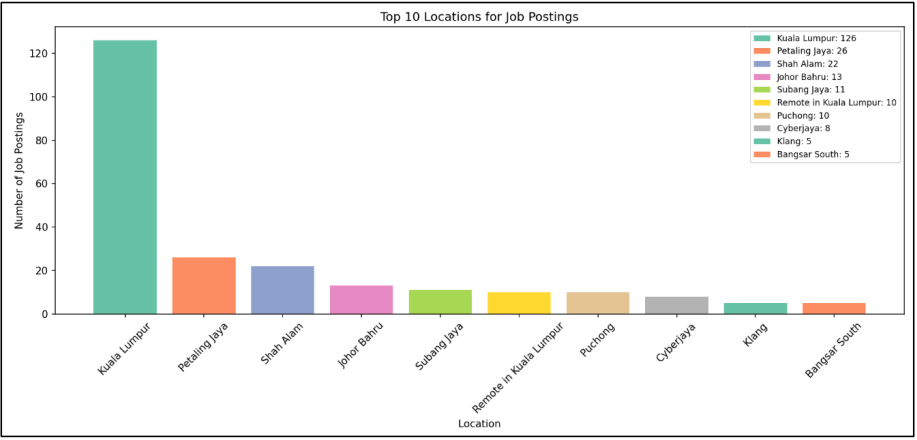 Top 10 Locations for Job Postings
Number of Job Postings
120
100
80
60
40
20
0
Kuala Lumpur: 126
Petaling Jaya: 26
Shah Alam: 22
Johor Bahru: 13
Subang Jaya: 11
Remote in Kuala Lumpur: 10
Puchong: 10
Cyberjaya: 8
Klang: 5
Bangsar South: 5
Kuala Lumpur
Petaling Jaya
Shah Alam
Johor Bahru
Subang Jaya
Remote in Kuala Lumpur
Puchong
Cyberjaya
Klang
Bangsar South
Location